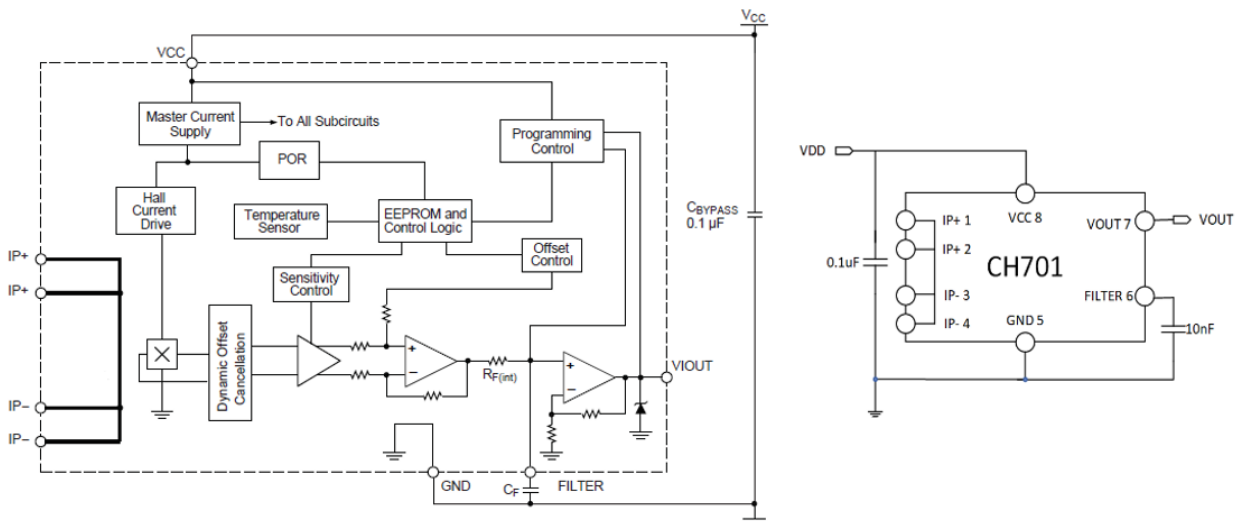 VCC
VCC
Master Current
Supply
To All Subcircuits
Programming
Control
POR
Hall
Current
Drive
Temperature
Sensor
EEPROM and
Control Logic
CBYPASS
0.1 µF
Offset
Control
Sensitivity
Control
IP+
IP+
Dynamic Offset
Cancellation
+
−
RF(int)
+
−
VIOUT
IP−
IP−
GND
CF
FILTER
VDD
IP+ 1
VCC 8
VOUT 7
VOUT
IP+ 2
0.1uF
CH701
IP- 3
FILTER 6
IP- 4
GND 5
10nF